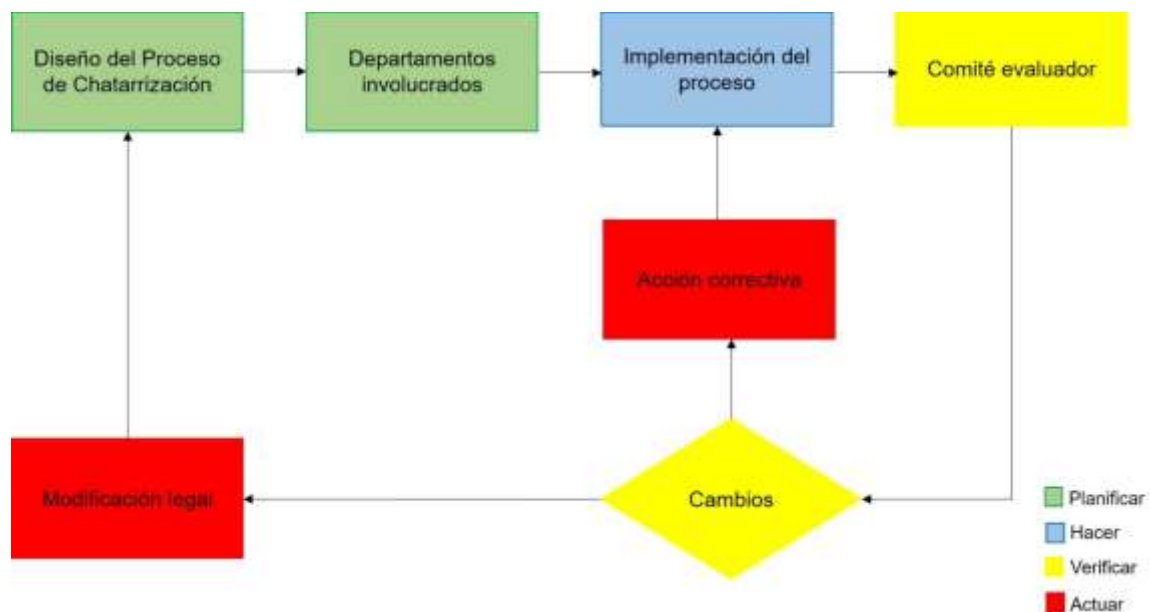 Diseño del Proceso
de Chatarrización
Departamentos
involucrados
Implementación del
proceso
Comité evaluador
Acción correctiva
Modificación legal
Cambios
Planificar
Hacer
Verificar
Actuar